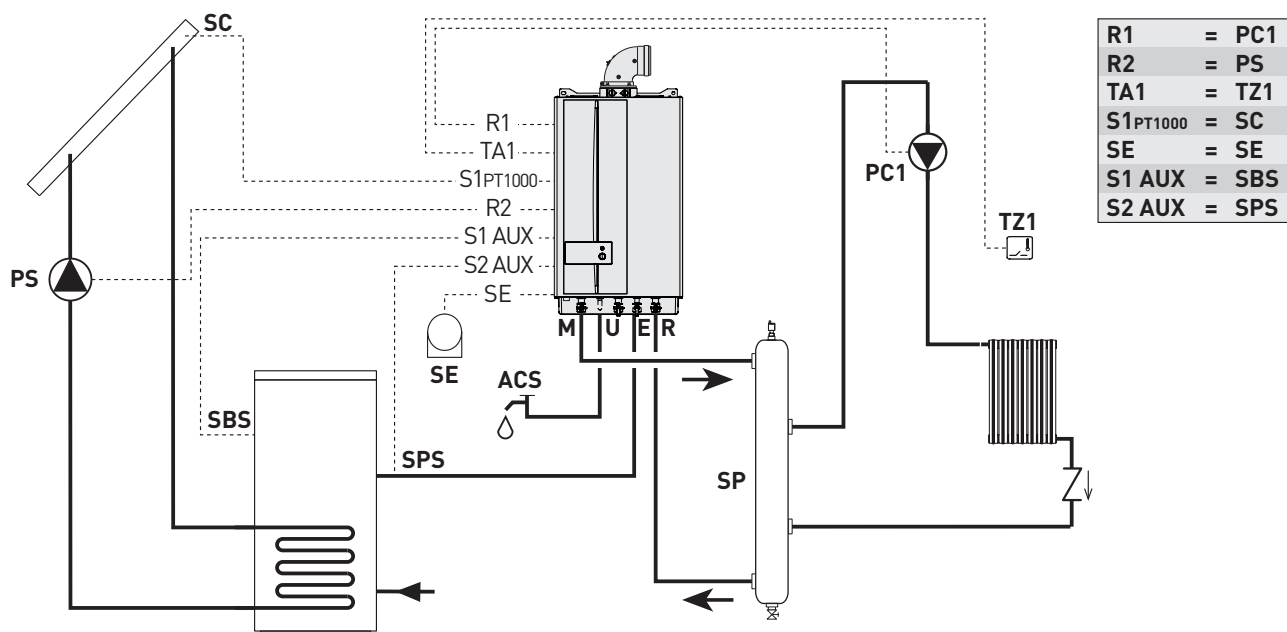 SC
R1 = PC1
R2 = PS
TA1 = TZ1
S1PT1000 = SC
SE = SE
S1 AUX = SBS
S2 AUX = SPS
R1
TA1
S1PT1000
R2
S1 AUX
S2 AUX
SE
PC1
TZ1
PS
M U E R
SE
ACS
SBS
SPS
SP